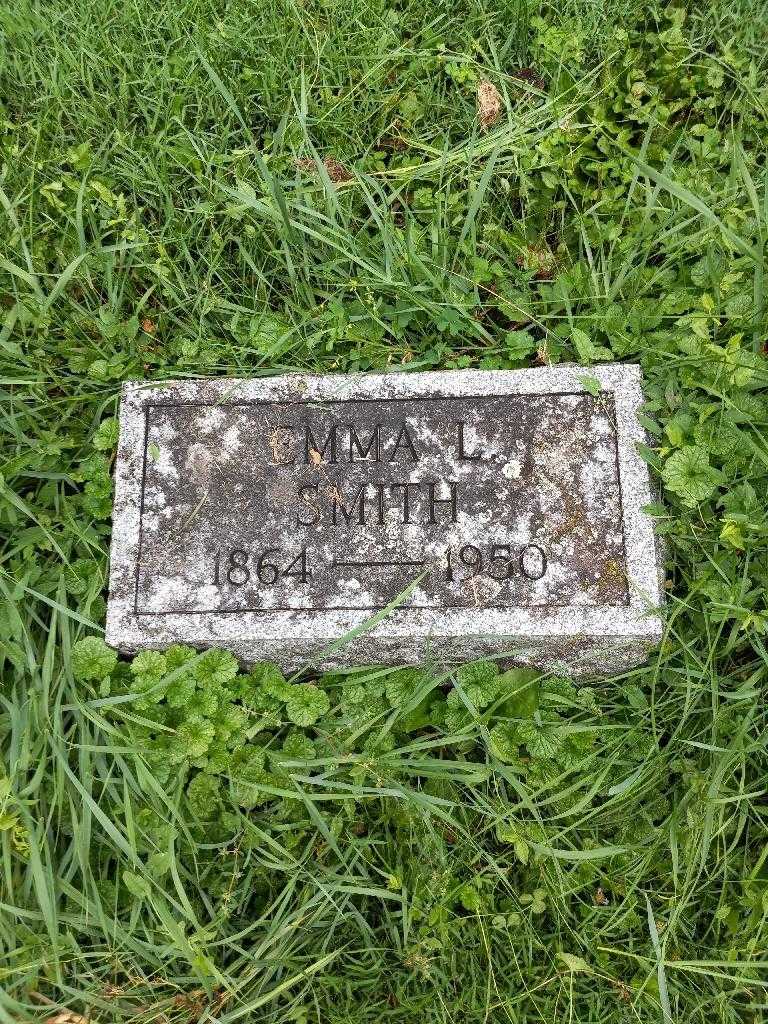 EMMA L.
SMITH
1864 — 1950